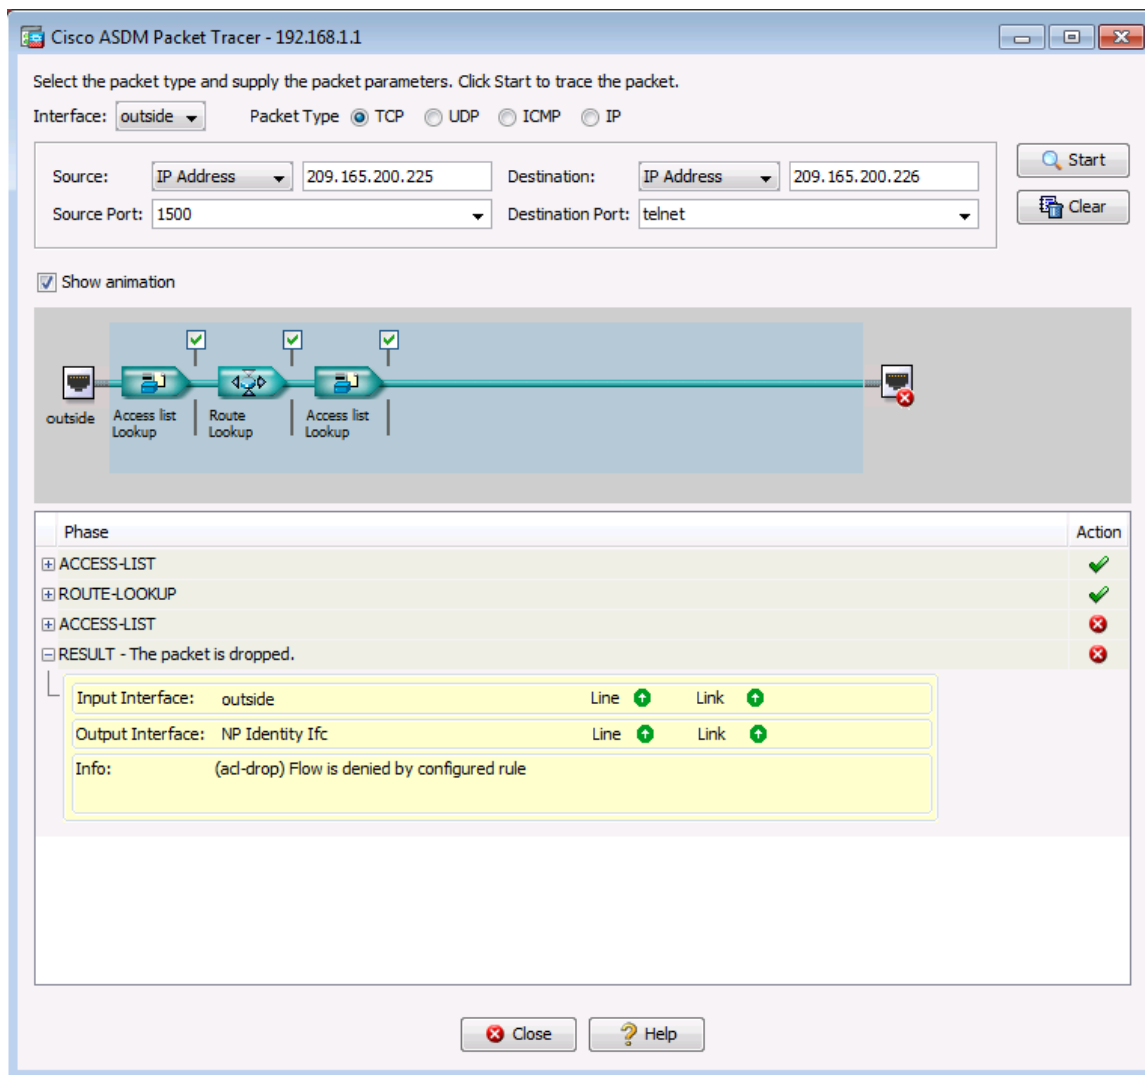 Cisco ASDM Packet Tracer - 192.168.1.1
Select the packet type and supply the packet parameters. Click Start to trace the packet.
Interface: outside Packet Type TCP UDP ICMP IP
Source: IP Address 209.165.200.225 Destination: IP Address 209.165.200.226
Start
Source Port: 1500 Destination Port: telnet
Clear
Show animation
outside
Access list
Lookup
Route
Lookup
Access list
Lookup
Phase Action
ACCESS-LIST
ROUTE-LOOKUP
ACCESS-LIST
RESULT - The packet is dropped.
Input Interface: outside Line Link
Output Interface: NP Identity Ifc Line Link
Info: (acl-drop) Flow is denied by configured rule
Close Help